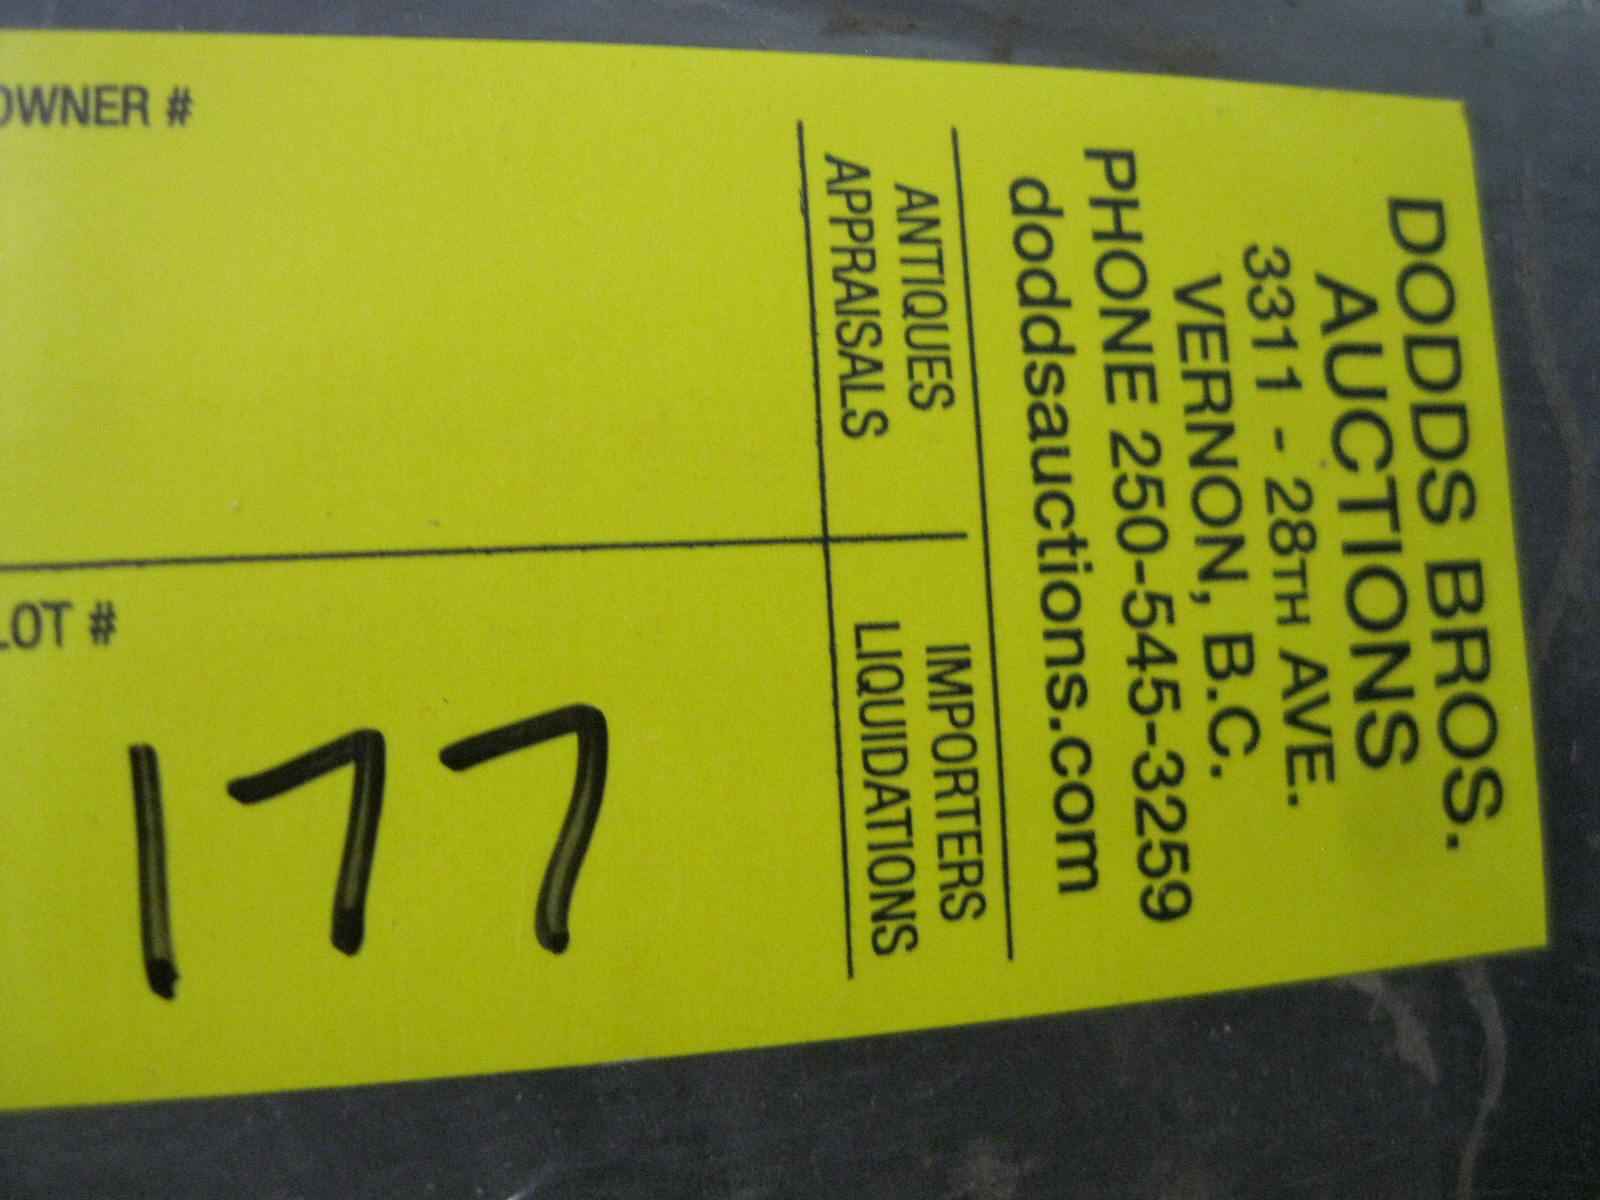 DODDS BROS.
AUCTIONS
3311 - 28TH AVE.
VERNON, B.C.
PHONE 250-545-3259
doddsauctions.com
ANTIQUES
APPRAISALS
IMPORTERS
LIQUIDATIONS
OWNER #
LOT #
177